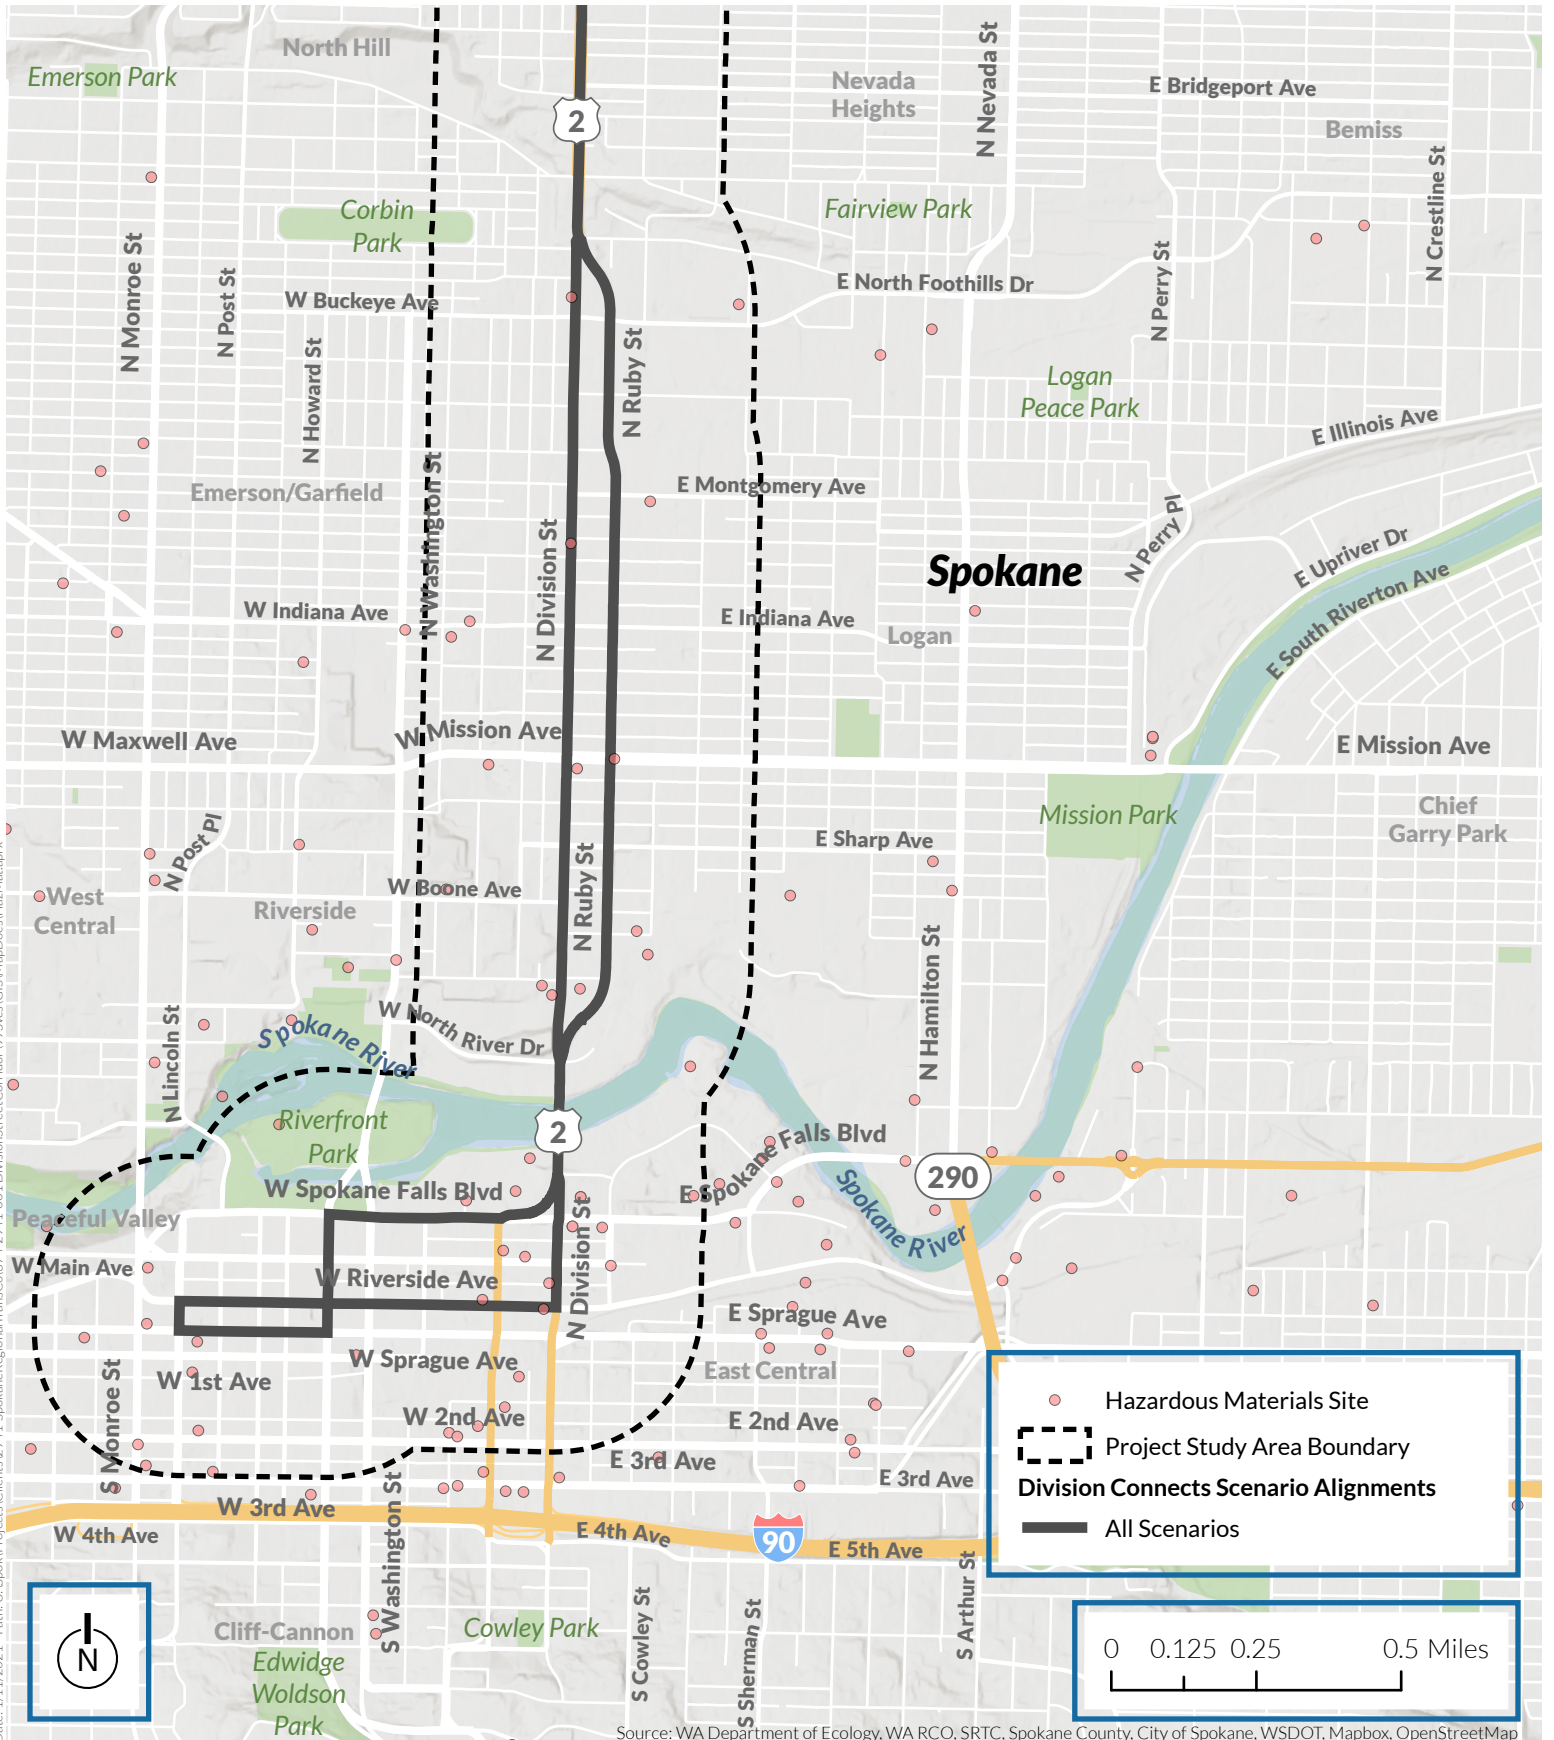 North Hill
Emerson Park
Nevada
Heights
N Nevada St
E Bridgeport Ave
Bemiss
2
N Crestline St
Corbin
Park
Fairview Park
N Monroe St
N Post St
W Buckeye Ave
E North Foothills Dr
N Perry St
N Howard St
N Ruby St
Logan
Peace Park
E Illinois Ave
N Washington St
Emerson/Garfield
E Montgomery Ave
N Perry Pl
N Division St
Spokane
E Upriver Dr
E South Riverton Ave
W Indiana Ave
E Indiana Ave
Logan
W Maxwell Ave
W Mission Ave
E Mission Ave
Mission Park
Chief
Garry Park
N Post Pl
E Sharp Ave
N Ruby St
W Boone Ave
West
Central
Riverside
N Hamilton St
N Lincoln St
Spokane River
W North River Dr
Riverfront
Park
2
E Spokane Falls Blvd
290
W Spokane Falls Blvd
Spokane River
Peaceful Valley
N Division St
W Main Ave
W Riverside Ave
E Sprague Ave
W Sprague Ave
East Central
S Monroe St
W 1st Ave
W 2nd Ave
E 2nd Ave
E 3rd Ave
E 3rd Ave
W 3rd Ave
W 4th Ave
S Washington St
E 4th Ave
90
E 5th Ave
S Arthur St
S Cowley St
S Sherman St
Cliff-Cannon
Cowley Park
Edwidge
Woldson
Park
Hazardous Materials Site
Project Study Area Boundary
Division Connects Scenario Alignments
All Scenarios
N
0 0.125 0.25 0.5 Miles
Source: WA Department of Ecology, WA RCO, SRTC, Spokane County, City of Spokane, WSDOT, Mapbox, OpenStreetMap